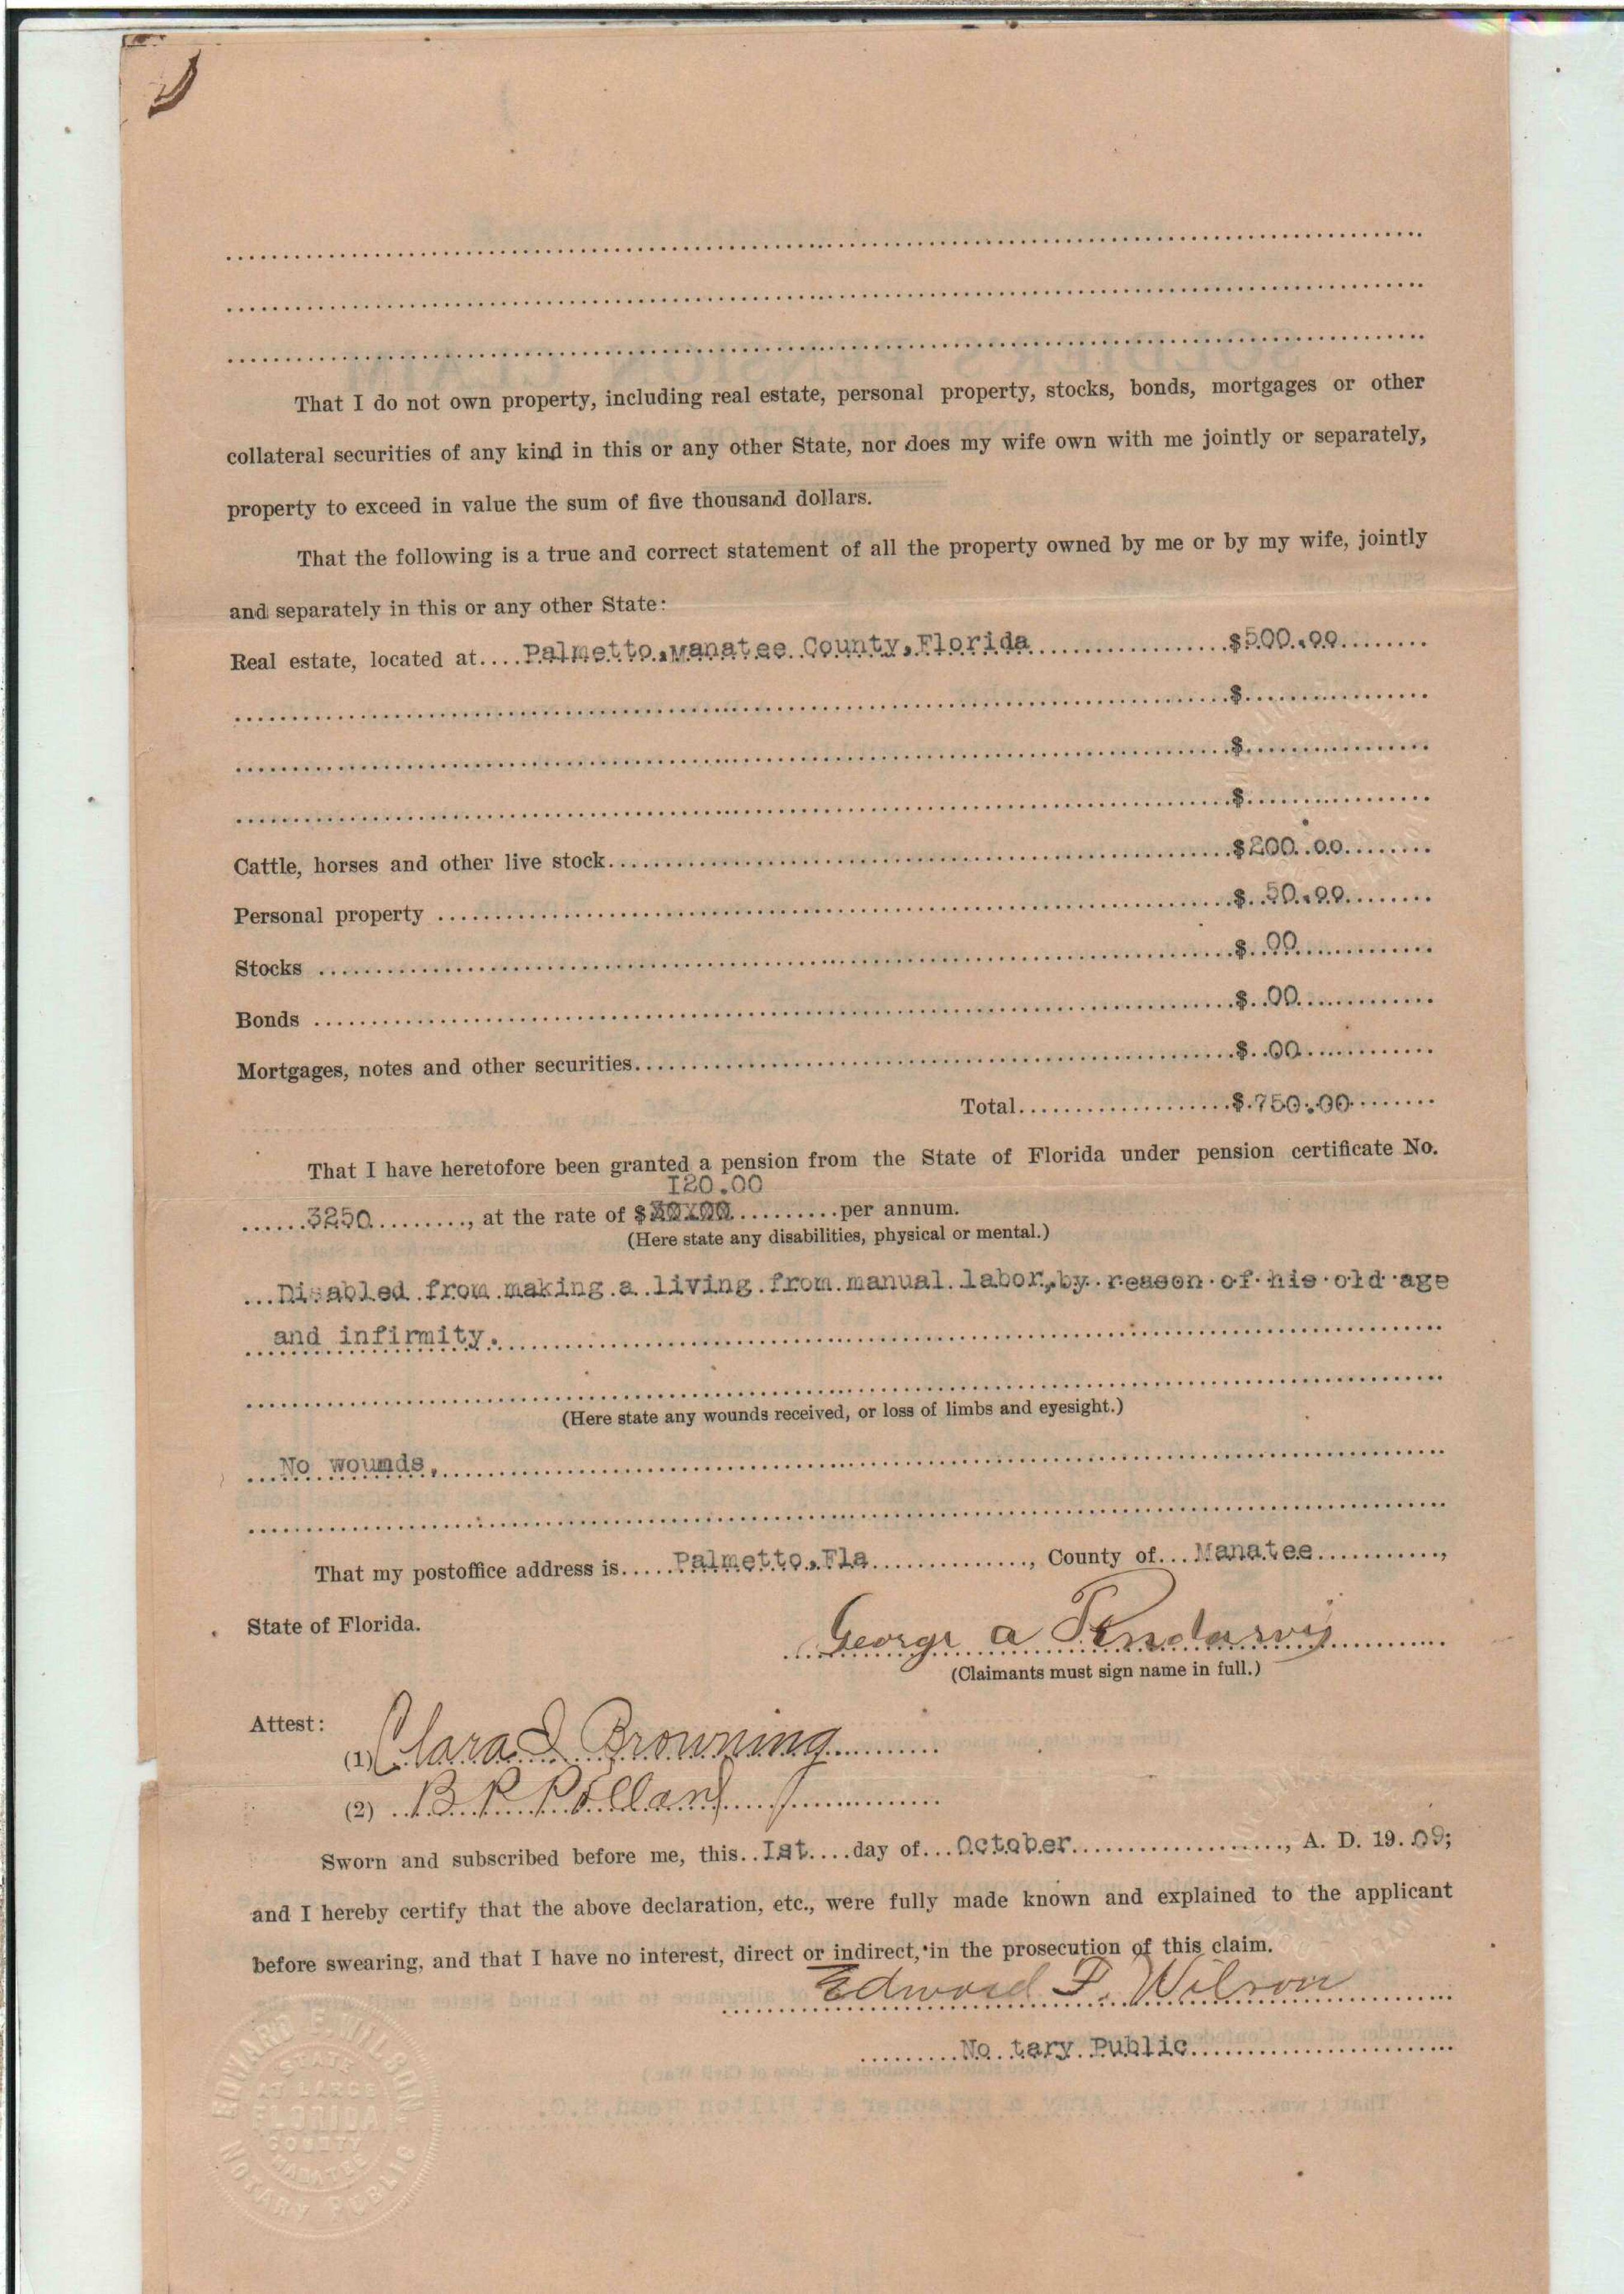 That I do not own property, including real estate, personal property, stocks, bonds, mortgages or other
collateral securities of any kind in this or any other State, nor does my wife own with me jointly or separately,
property to exceed in value the sum of five thousand dollars.
That the following is a true and correct statement of all the property owned by me or by my wife, jointly
and separately in this or any other State:
Real estate, located at....Palmetto,Manatee County,Florida....$500.00
$
$
$
Cattle, horses and other live stock....$200.00
Personal property ....$ 50.00
Stocks ....$ 00
Bonds ....$ 00
Mortgages, notes and other securities....$ 00
Total....$ 750.00
That I have heretofore been granted a pension from the State of Florida under pension certificate No.
I20.00
3250, at the rate of $....per annum.
(Here state any disabilities, physical or mental.)
Disabled from making a living from manual labor,by reason of his old age
and infirmity.
(Here state any wounds received, or loss of limbs and eyesight.)
No wounds,
That my postoffice address is....Palmetto,Fla...., County of...Manatee....,
State of Florida.
George a Pendarvis
(Claimants must sign name in full.)
Attest:
(1) Clara I Browning
(2) B. R. Pollard
Sworn and subscribed before me, this..Ist....day of...October...., A. D. 19.09;
and I hereby certify that the above declaration, etc., were fully made known and explained to the applicant
before swearing, and that I have no interest, direct or indirect, in the prosecution of this claim.
Edward F. Wilson
No tary Public
EDWARD F. WILSON.
STATE
AT LARGE
FLORIDA
COUNTY
MANATEE
NOTARY PUBLIC